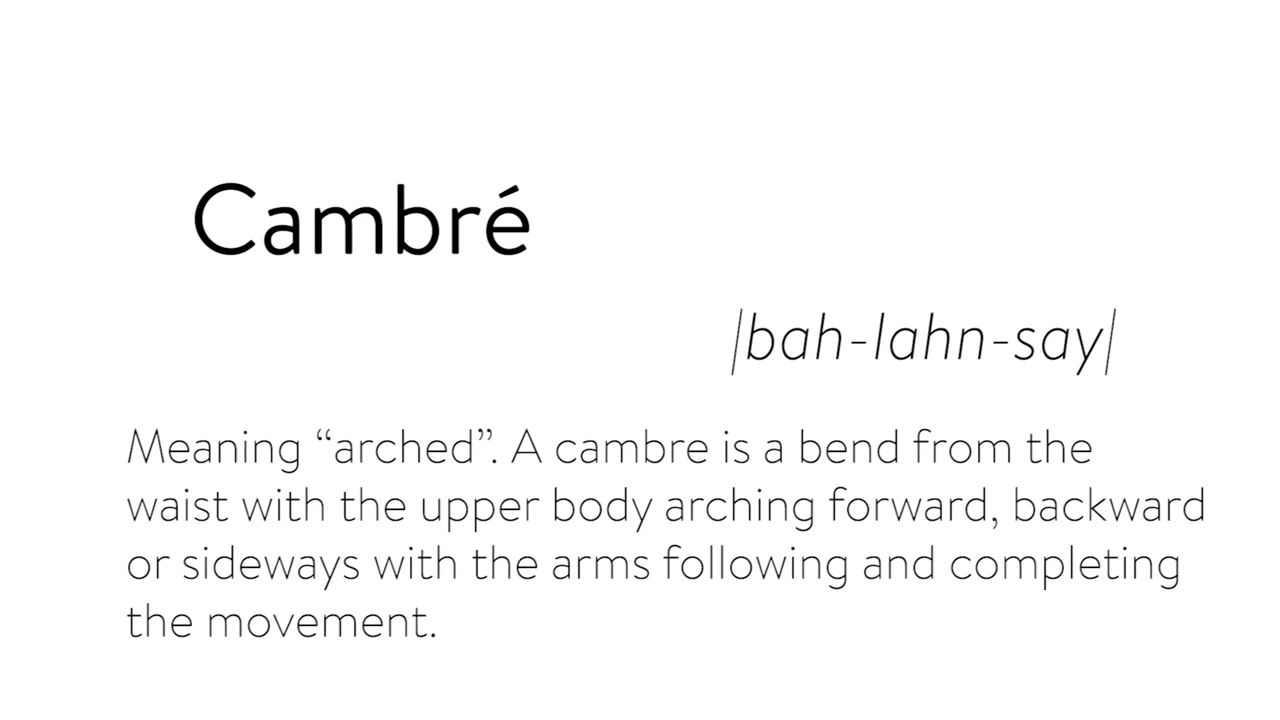 Cambré
|bah-lahn-say|
Meaning “arched”. A cambre is a bend from the
waist with the upper body arching forward, backward
or sideways with the arms following and completing
the movement.